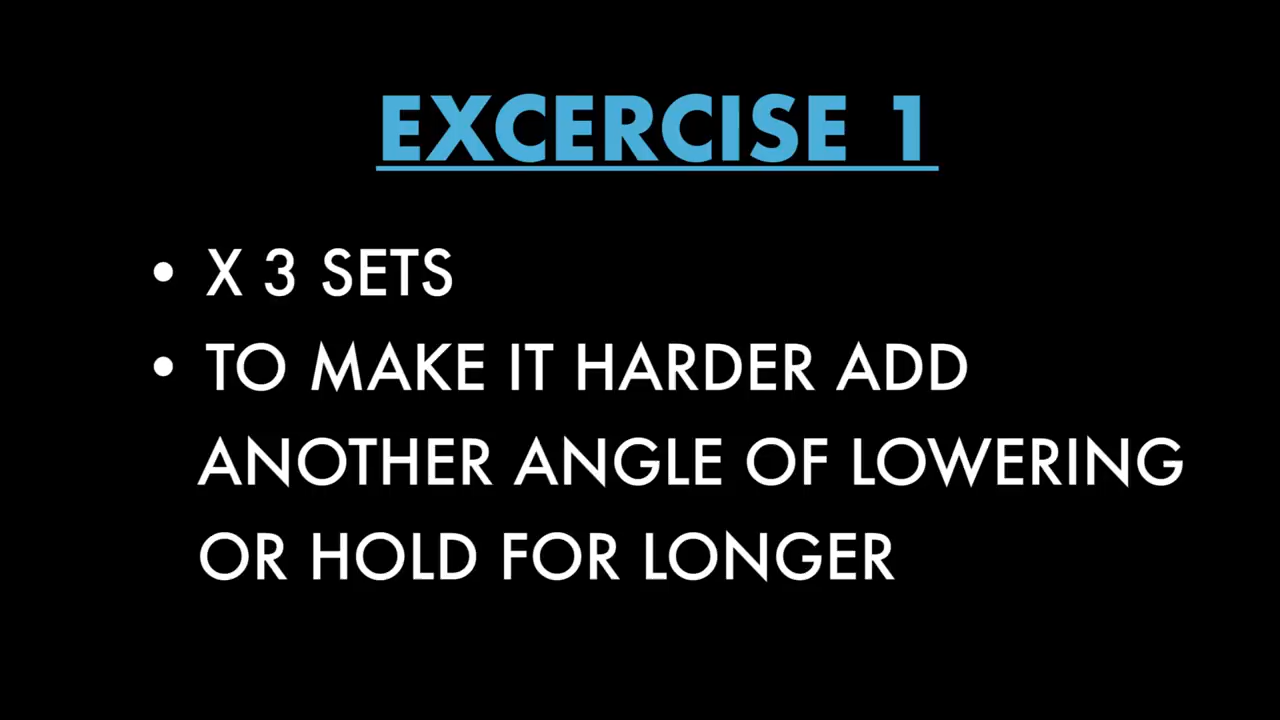 EXCERCISE 1
• X 3 SETS
• TO MAKE IT HARDER ADD
ANOTHER ANGLE OF LOWERING
OR HOLD FOR LONGER